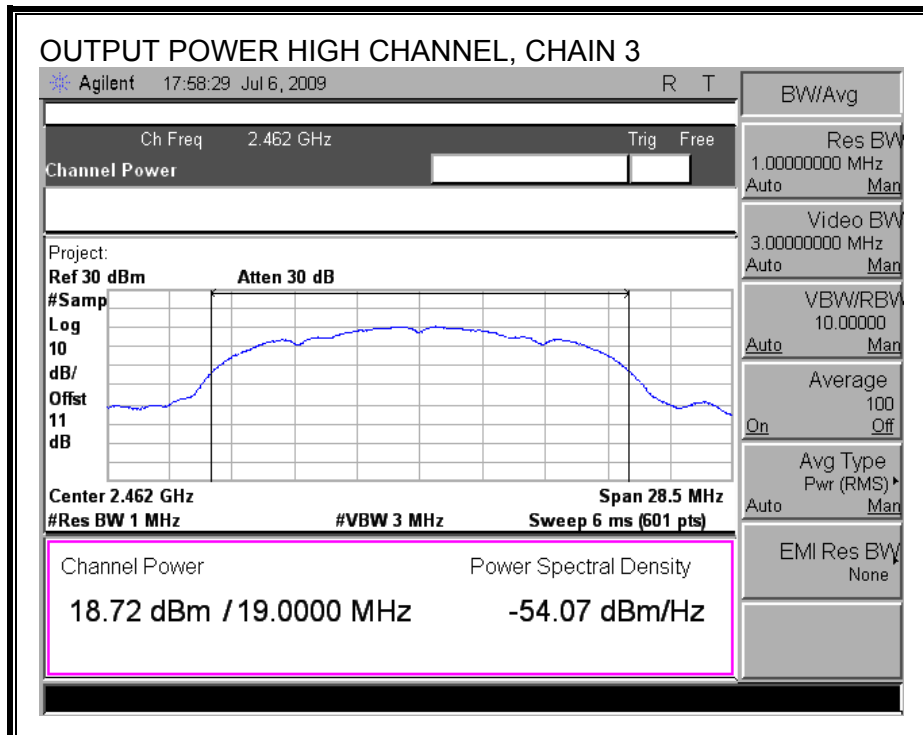 OUTPUT POWER HIGH CHANNEL, CHAIN 3
Agilent 17:58:29 Jul 6, 2009 R T
Ch Freq 2.462 GHz Trig Free
Channel Power
Project:
Ref 30 dBm Atten 30 dB
#Samp
Log
10
dB/
Offst
11
dB
Center 2.462 GHz Span 28.5 MHz
#Res BW 1 MHz #VBW 3 MHz Sweep 6 ms (601 pts)
Channel Power Power Spectral Density
18.72 dBm / 19.0000 MHz -54.07 dBm/Hz
BW/Avg
Res BW
1.00000000 MHz
Auto Man
Video BW
3.00000000 MHz
Auto Man
VBW/RBW
10.00000
Auto Man
Average
100
On Off
Avg Type
Pwr (RMS)
Auto Man
EMI Res BW
None